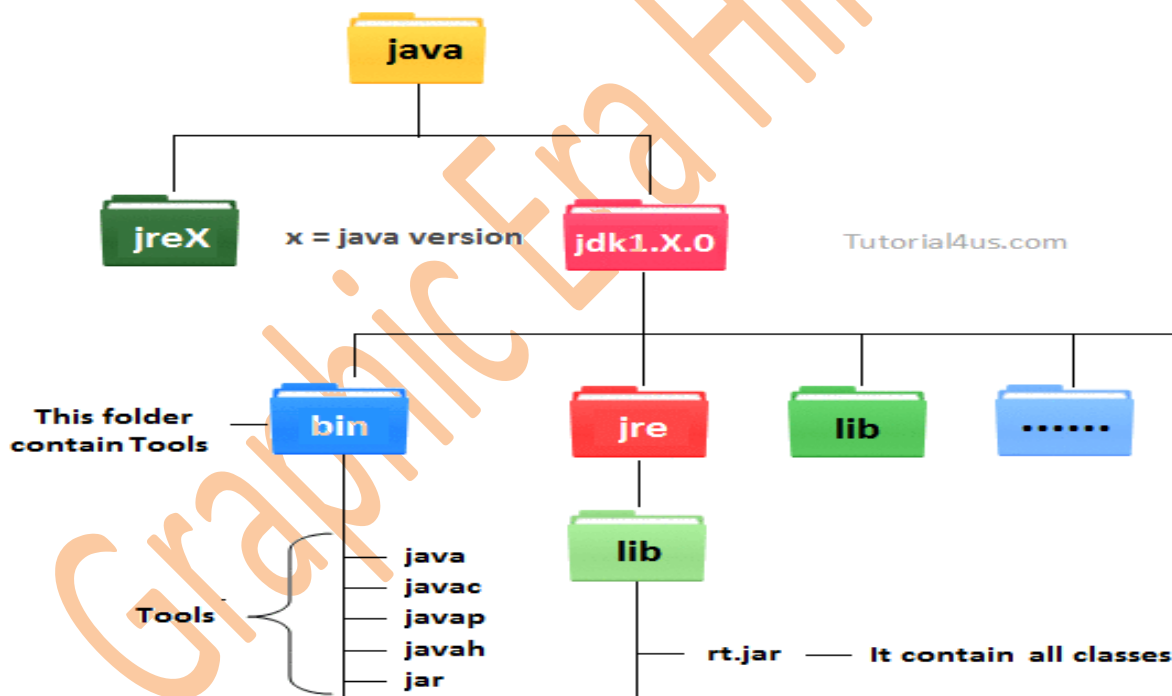 java
jreX
x = java version
jdk1.X.0
Tutorial4us.com
This folder
contain Tools
bin
jre
lib
......
lib
Tools
java
javac
javap
javah
jar
rt.jar
It contain all classes
Graphic Era Hil